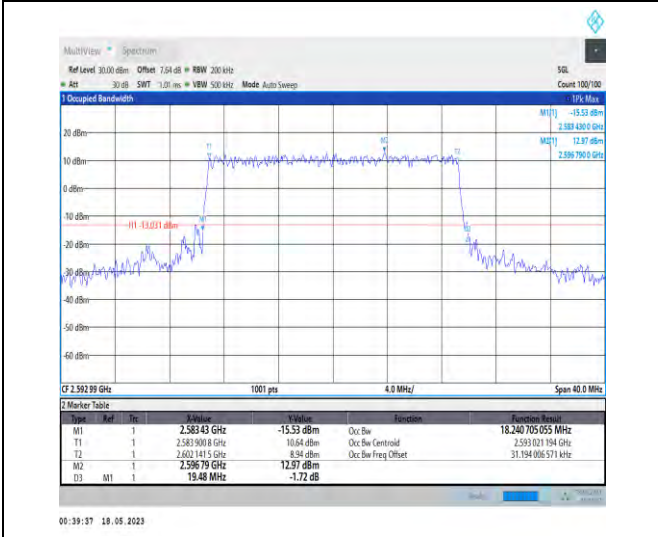 MultiView Spectrum
Ref Level 30.00 dBm Offset 7.64 dB RBW 200 kHz SGL
Att 30 dB SWT 1.01 ms VBW 500 kHz Mode Auto Sweep Count 100/100
1 Occupied Bandwidth 1Pk Max
M1[1] -15.53 dBm
2.583 430 0 GHz
20 dBm
M2[1] 12.97 dBm
2.596 790 0 GHz
T1 M2 T2
10 dBm
0 dBm
-10 dBm
M1
H1 -13.031 dBm
D3
-20 dBm
-30 dBm
-40 dBm
-50 dBm
-60 dBm
CF 2.592 99 GHz 1001 pts 4.0 MHz/ Span 40.0 MHz
2 Marker Table
Type Ref Trc X-Value Y-Value Function Function Result
M1 1 2.583 43 GHz -15.53 dBm Occ Bw 18.240 705 055 MHz
T1 1 2.583 900 8 GHz 10.64 dBm Occ Bw Centroid 2.593 021 194 GHz
T2 1 2.602 141 5 GHz 8.94 dBm Occ Bw Freq Offset 31.194 006 571 kHz
M2 1 2.596 79 GHz 12.97 dBm
D3 M1 1 19.48 MHz -1.72 dB
00:39:37 18.05.2023